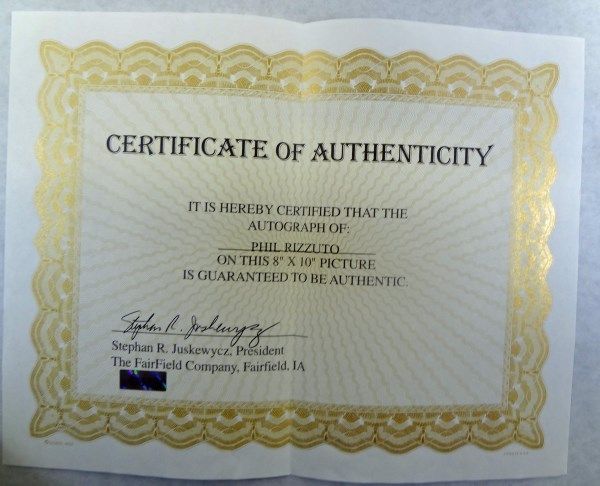 CERTIFICATE OF AUTHENTICITY
IT IS HEREBY CERTIFIED THAT THE
AUTOGRAPH OF:
PHIL RIZZUTO
ON THIS 8" X 10" PICTURE
IS GUARANTEED TO BE AUTHENTIC.
Stephan R. Juskewycz
Stephan R. Juskewycz, President
The FairField Company, Fairfield, IA